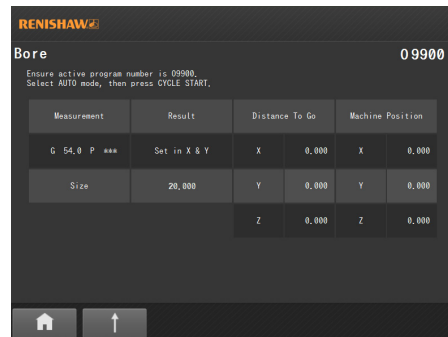 RENISHAW
Bore O 9900
Ensure active program number is O9900.
Select AUTO mode, then press CYCLE START.
Measurement Result Distance To Go Machine Position
G 54.0 P *** Set in X & Y X 0.000 X 0.000
Size 20.000 Y 0.000 Y 0.000
Z 0.000 Z 0.000